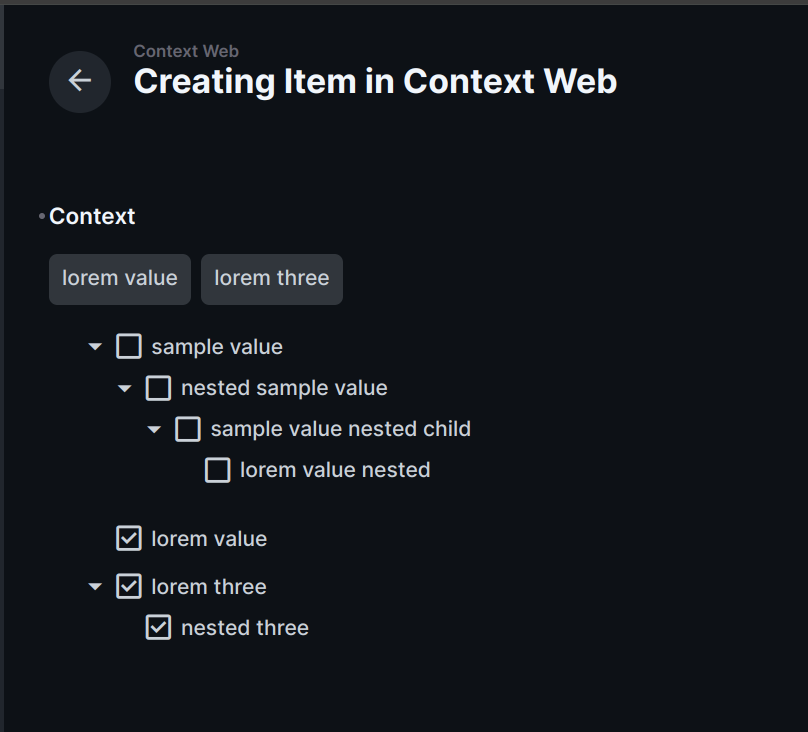 Context Web
Creating Item in Context Web
Context
lorem value lorem three
sample value
nested sample value
sample value nested child
lorem value nested
lorem value
lorem three
nested three